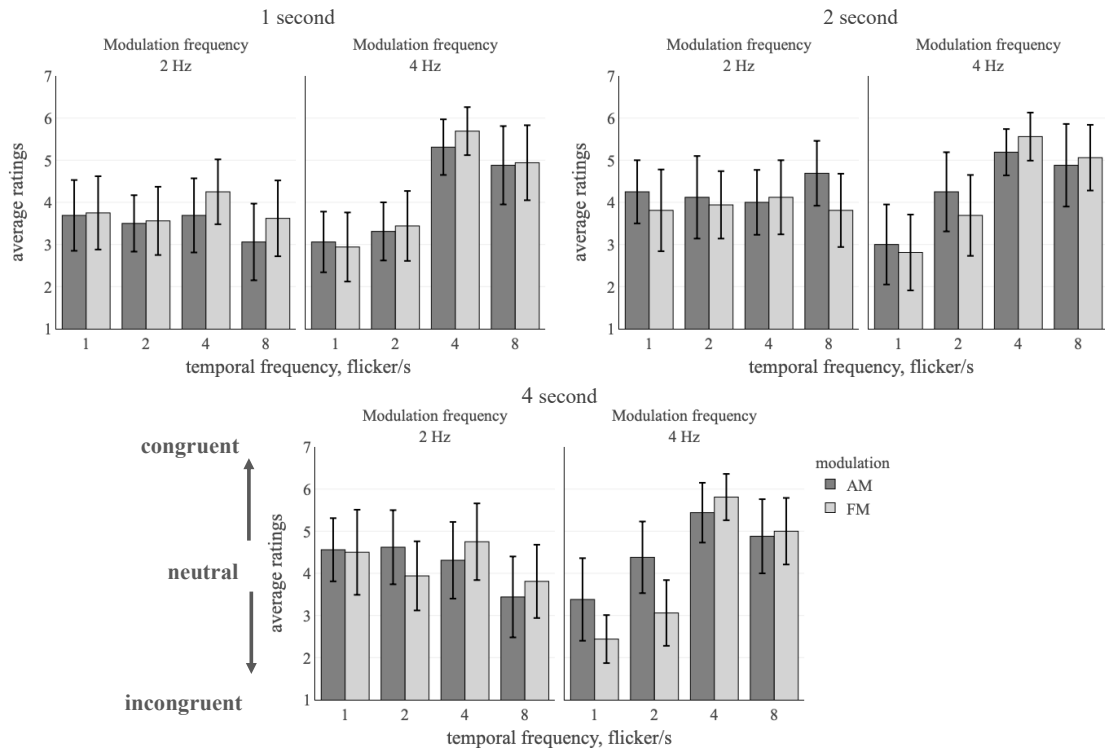 1 second
2 second
Modulation frequency
2 Hz
Modulation frequency
4 Hz
7
6
5
4
3
2
1
average ratings
1 2 4 8
1 2 4 8
temporal frequency, flicker/s
Modulation frequency
2 Hz
Modulation frequency
4 Hz
7
6
5
4
3
2
1
average ratings
1 2 4 8
1 2 4 8
temporal frequency, flicker/s
4 second
Modulation frequency
2 Hz
Modulation frequency
4 Hz
congruent
neutral
incongruent
7
6
5
4
3
2
1
average ratings
1 2 4 8
1 2 4 8
temporal frequency, flicker/s
modulation
AM
FM